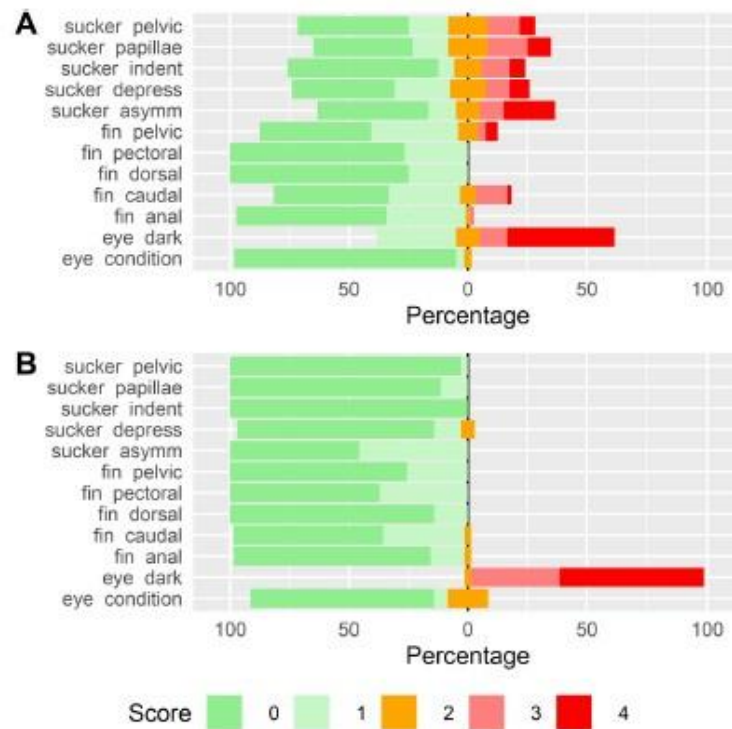 A
sucker pelvic
sucker papillae
sucker indent
sucker depress
sucker asymm
fin pelvic
fin pectoral
fin dorsal
fin caudal
fin anal
eye dark
eye condition
100 50 0 50 100
Percentage
B
sucker pelvic
sucker papillae
sucker indent
sucker depress
sucker asymm
fin pelvic
fin pectoral
fin dorsal
fin caudal
fin anal
eye dark
eye condition
100 50 0 50 100
Percentage
Score 0 1 2 3 4